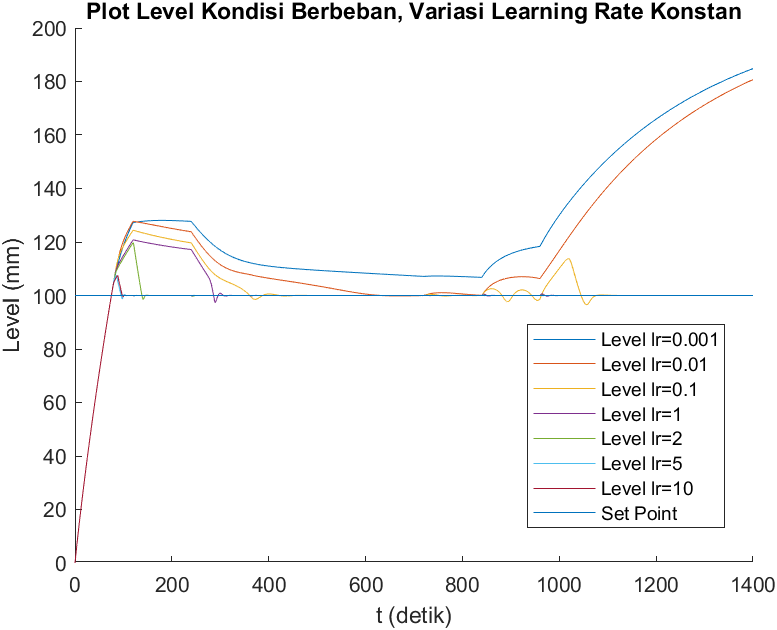 Plot Level Kondisi Berbeban, Variasi Learning Rate Konstan
200
180
160
140
120
100
80
60
40
20
0
Level (mm)
Level lr=0.001
Level lr=0.01
Level lr=0.1
Level lr=1
Level lr=2
Level lr=5
Level lr=10
Set Point
0 200 400 600 800 1000 1200 1400
t (detik)